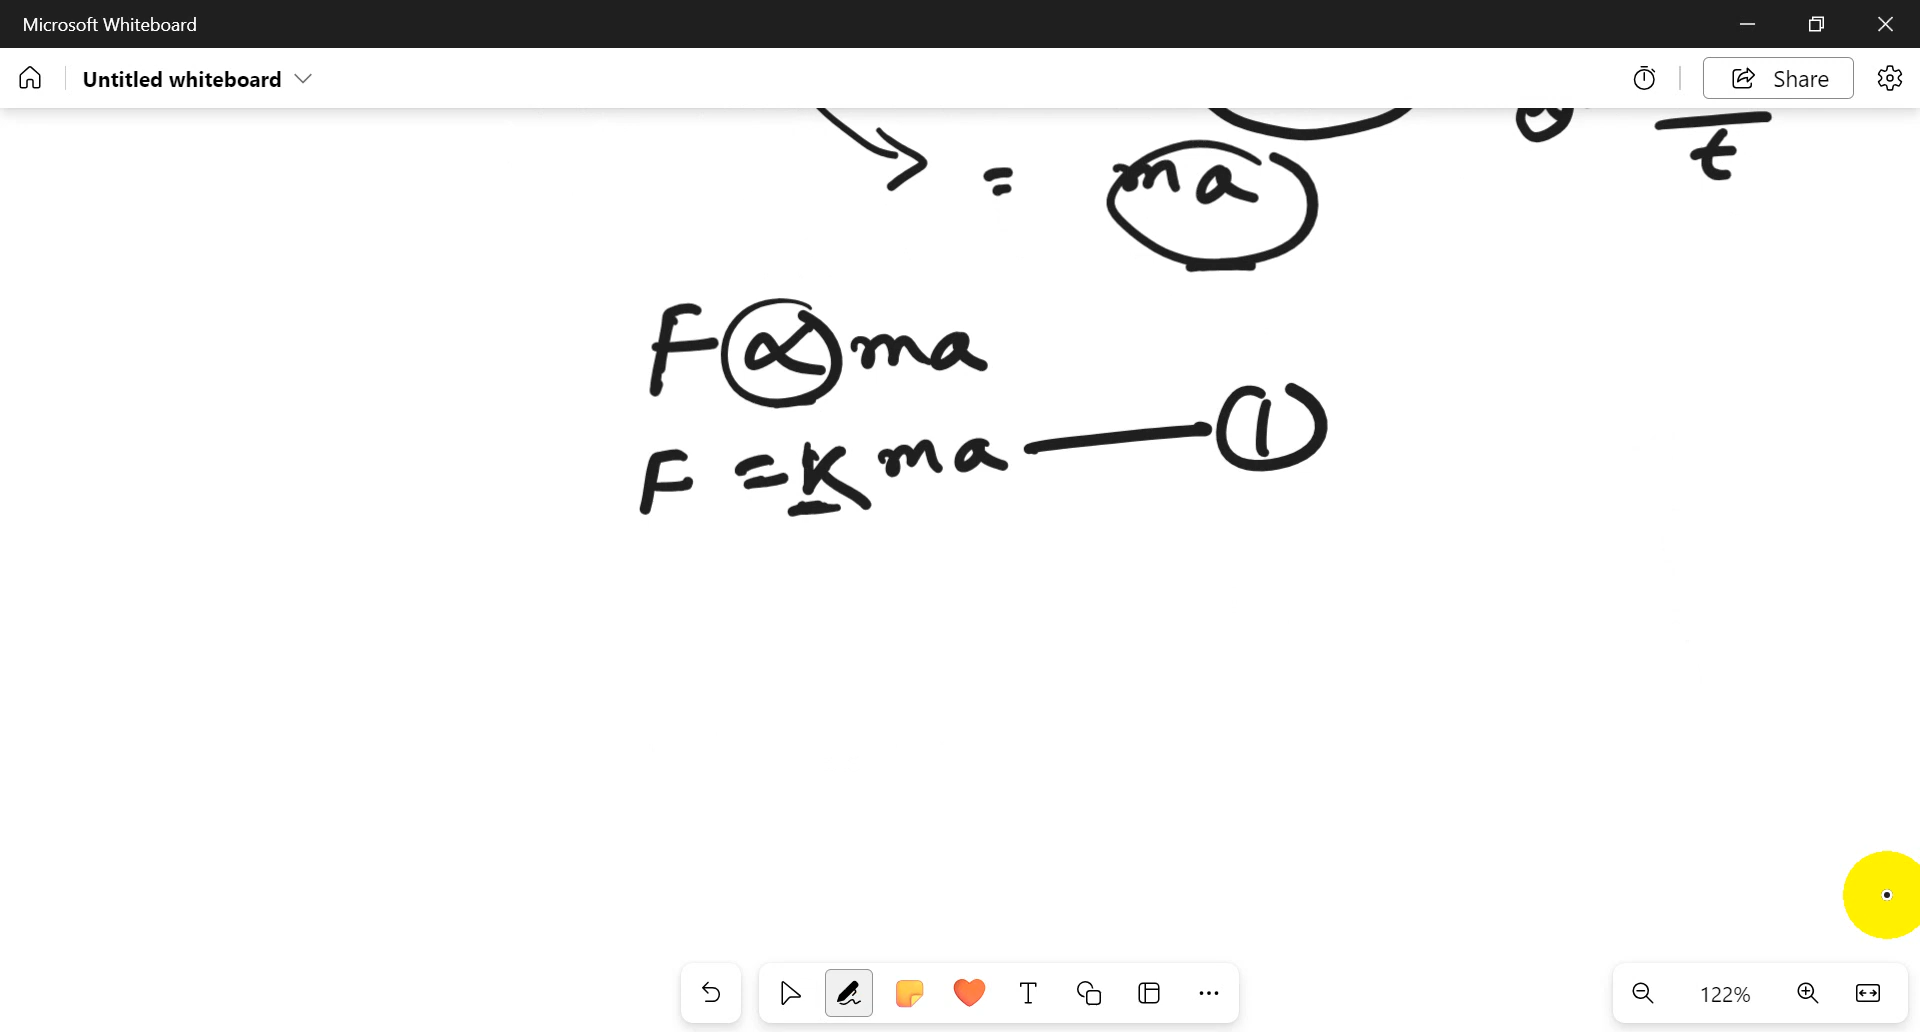 Microsoft Whiteboard
Untitled whiteboard
Share
t
= ma
F ∝ ma
F = K ma — 1
T
122%